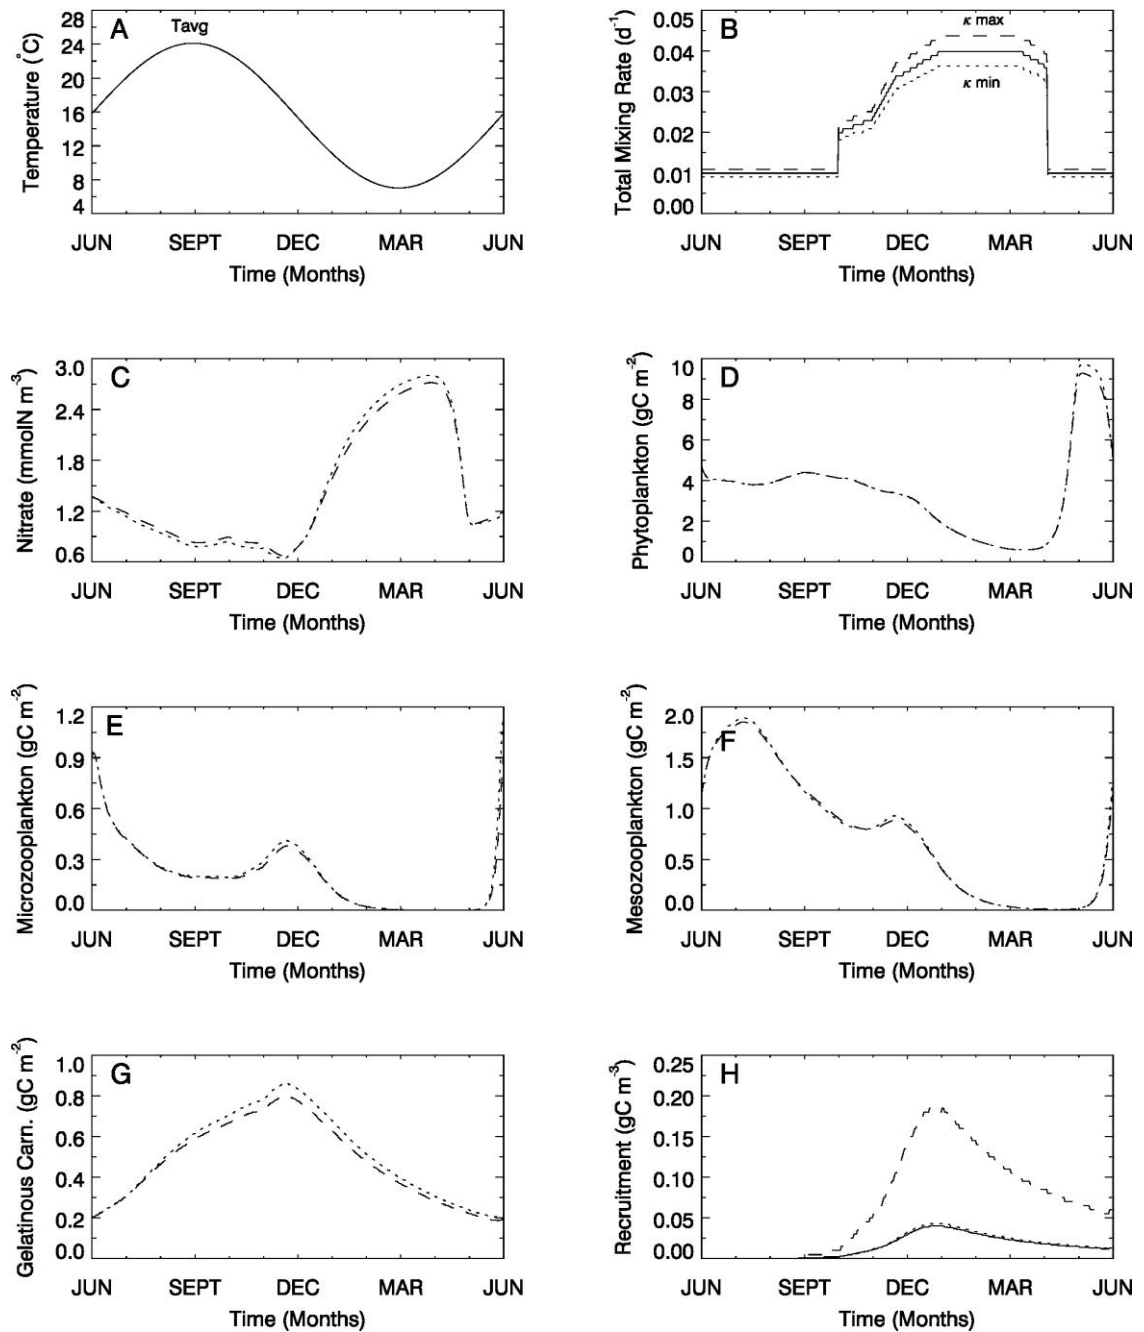 A
Tavg
Temperature (°C)
28
24
20
16
12
8
4
JUN SEPT DEC MAR JUN
Time (Months)
B
κ max
κ min
Total Mixing Rate (d⁻¹)
0.05
0.04
0.03
0.02
0.01
0.00
JUN SEPT DEC MAR JUN
Time (Months)
C
Nitrate (mmolN m⁻³)
3.0
2.4
1.8
1.2
0.6
JUN SEPT DEC MAR JUN
Time (Months)
D
Phytoplankton (gC m⁻²)
10
8
6
4
2
0
JUN SEPT DEC MAR JUN
Time (Months)
E
Microzooplankton (gC m⁻²)
1.2
0.9
0.6
0.3
0.0
JUN SEPT DEC MAR JUN
Time (Months)
F
Mesozooplankton (gC m⁻²)
2.0
1.5
1.0
0.5
0.0
JUN SEPT DEC MAR JUN
Time (Months)
G
Gelatinous Carn. (gC m⁻²)
1.0
0.8
0.6
0.4
0.2
0.0
JUN SEPT DEC MAR JUN
Time (Months)
H
Recruitment (gC m⁻³)
0.25
0.20
0.15
0.10
0.05
0.00
JUN SEPT DEC MAR JUN
Time (Months)